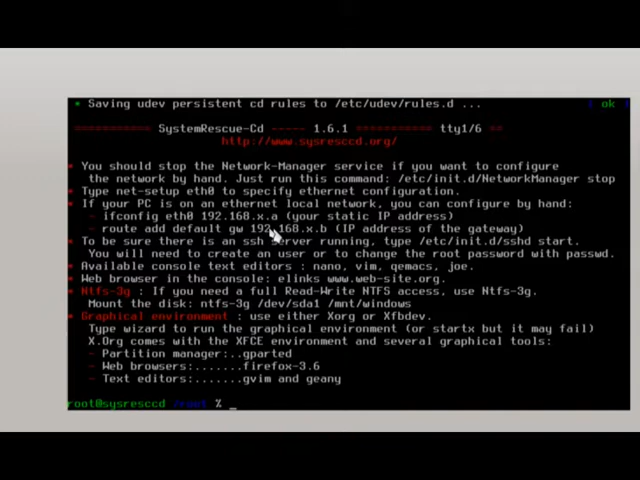 * Saving udev persistent cd rules to /etc/udev/rules.d ... [ ok
=========== SystemRescue-Cd ----- 1.6.1 =========== tty1/6 ==
http://www.sysresccd.org/
* You should stop the Network-Manager service if you want to configure
the network by hand. Just run this command: /etc/init.d/NetworkManager stop
* Type net-setup eth0 to specify ethernet configuration.
* If your PC is on an ethernet local network, you can configure by hand:
- ifconfig eth0 192.168.x.a (your static IP address)
- route add default gw 192.168.x.b (IP address of the gateway)
* To be sure there is an ssh server running, type /etc/init.d/sshd start.
You will need to create an user or to change the root password with passwd.
* Available console text editors : nano, vim, qemacs, joe.
* Web browser in the console: elinks www.web-site.org.
* Ntfs-3g : If you need a full Read-Write NTFS access, use Ntfs-3g.
Mount the disk: ntfs-3g /dev/sda1 /mnt/windows
* Graphical environment : use either Xorg or Xfbdev.
Type wizard to run the graphical environment (or startx but it may fail)
X.Org comes with the XFCE environment and several graphical tools:
- Partition manager:..gparted
- Web browsers:.......firefox-3.6
- Text editors:.......gvim and geany
root@sysresccd /root % _